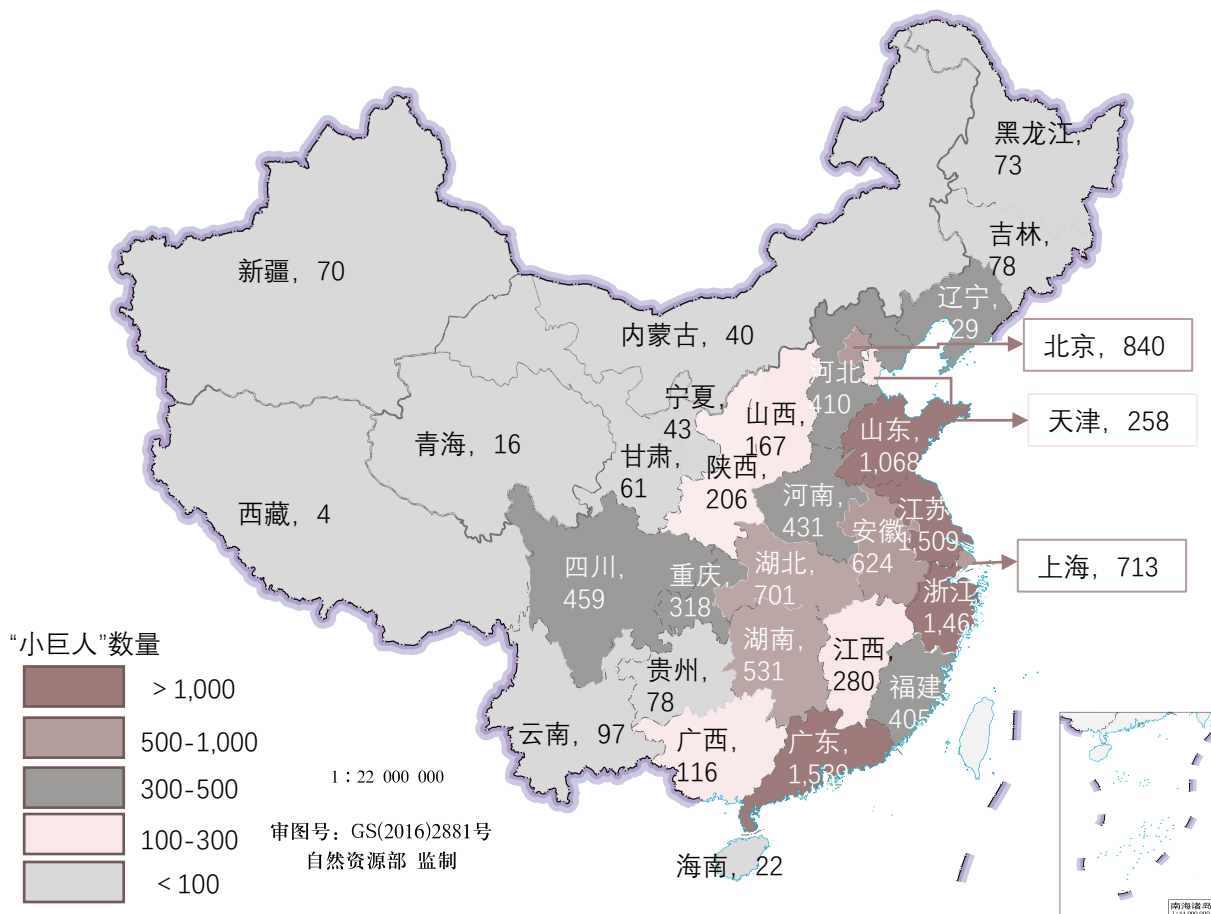 黑龙江,
73
吉林,
78
新疆, 70
辽宁,
29
内蒙古, 40
北京, 840
河北
410
宁夏,
43
山西,
167
天津, 258
青海, 16
甘肃,
61
陕西,
206
山东,
1,068
西藏, 4
河南,
431
江苏
1,509
安徽,
624
上海, 713
四川,
459
重庆,
318
湖北,
701
浙江
1,46
湖南,
531
江西,
280
贵州,
78
福建
405
云南, 97
广西,
116
广东,
海南, 22
“小巨人”数量
> 1,000
500-1,000
300-500
100-300
< 100
1:22 000 000
审图号: GS(2016)2881号
自然资源部 监制
南海诸岛